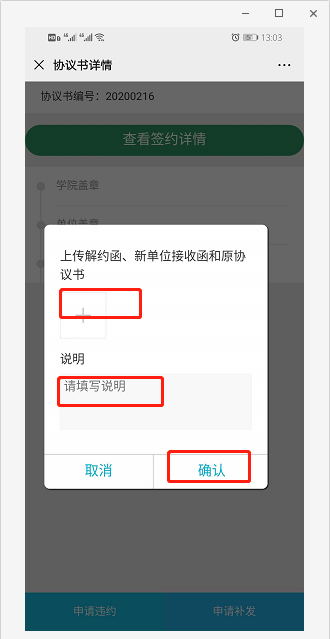 13:03
协议书详情
协议书编号：20200216
查看签约详情
学院盖章
单位盖章
上传解约函、新单位接收函和原协
议书
说明
请填写说明
取消 确认
申请违约 申请补发